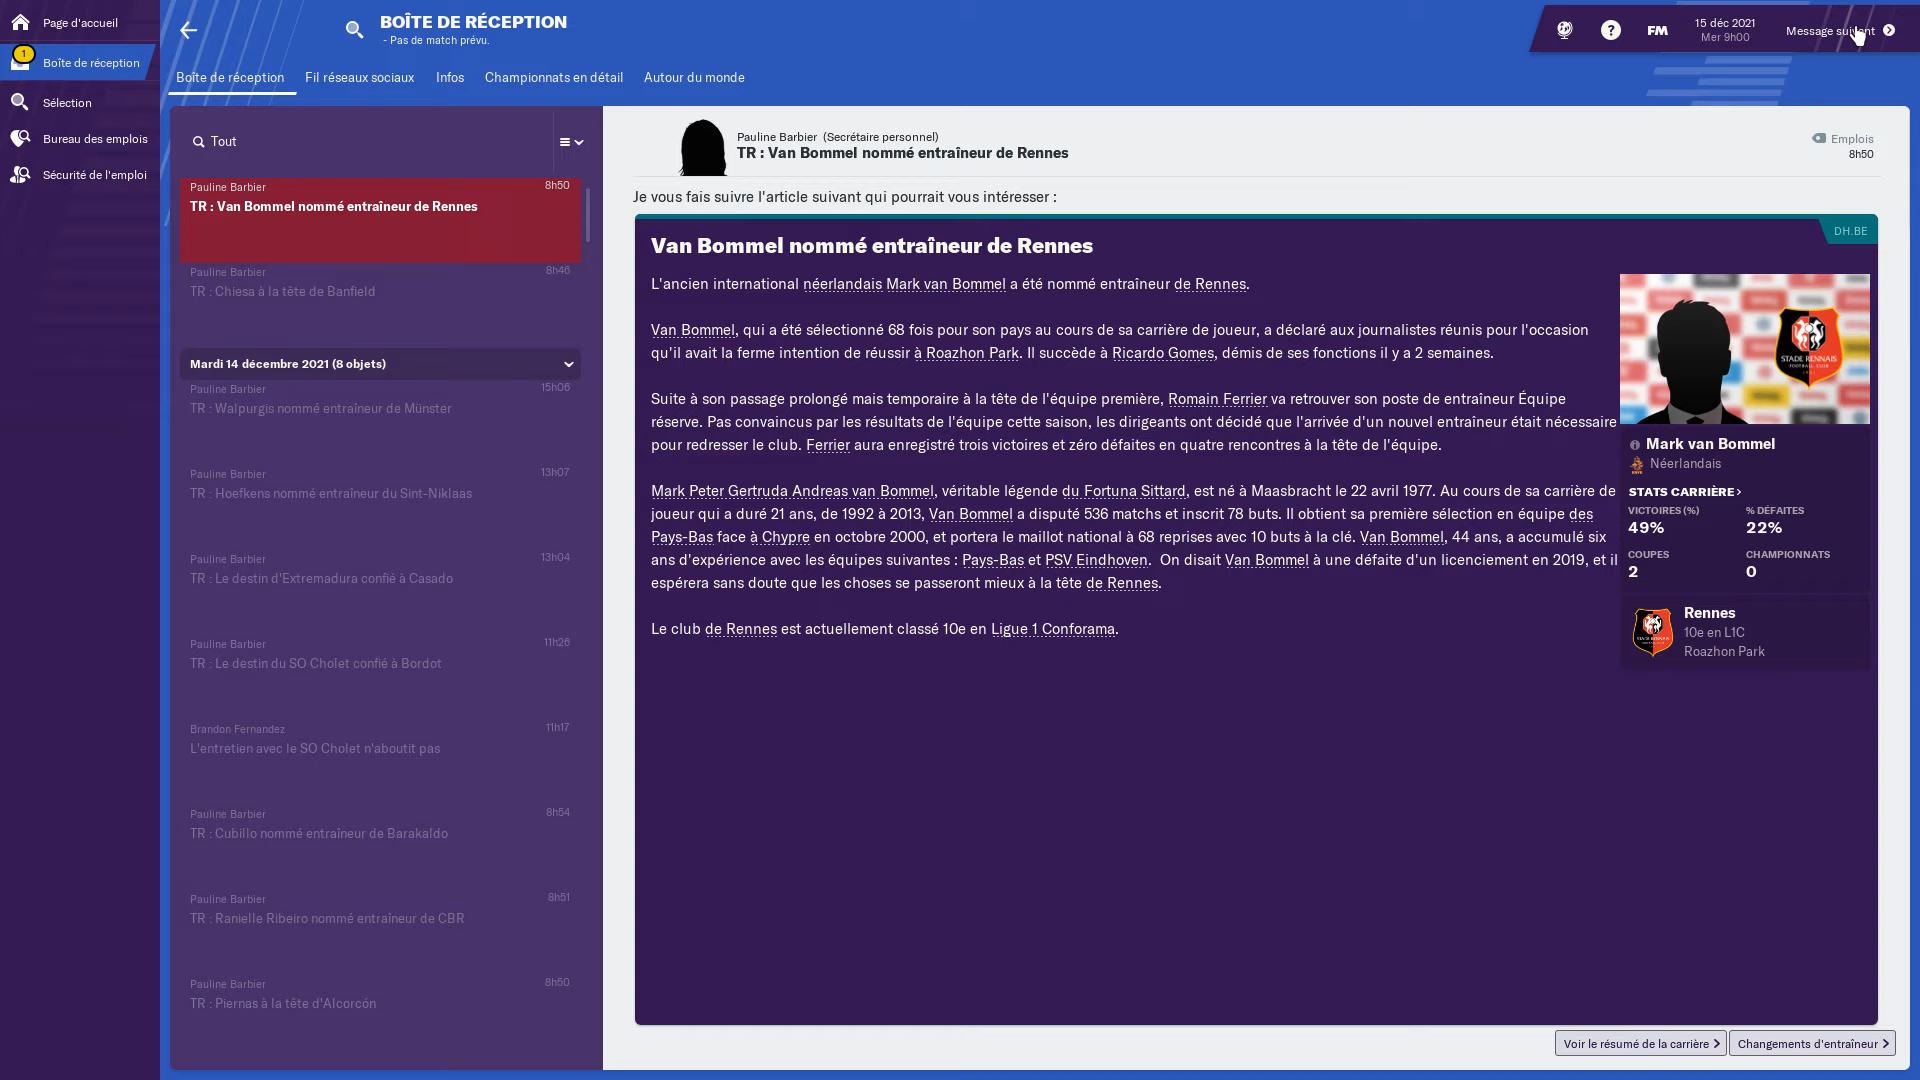 Page d'accueil
1
Boîte de réception
Sélection
Bureau des emplois
Sécurité de l'emploi
BOÎTE DE RÉCEPTION
- Pas de match prévu.
?
FM
15 déc 2021
Mer 9h00
Message suivant
Boîte de réception
Fil réseaux sociaux
Infos
Championnats en détail
Autour du monde
Tout
Pauline Barbier
8h50
TR : Van Bommel nommé entraîneur de Rennes
Pauline Barbier
8h46
TR : Chiesa à la tête de Banfield
Mardi 14 décembre 2021 (8 objets)
Pauline Barbier
15h06
TR : Walpurgis nommé entraîneur de Münster
Pauline Barbier
13h07
TR : Hoefkens nommé entraîneur du Sint-Niklaas
Pauline Barbier
13h04
TR : Le destin d'Extremadura confié à Casado
Pauline Barbier
11h26
TR : Le destin du SO Cholet confié à Bordot
Brandon Fernandez
11h17
L'entretien avec le SO Cholet n'aboutit pas
Pauline Barbier
8h54
TR : Cubillo nommé entraîneur de Barakaldo
Pauline Barbier
8h51
TR : Ranielle Ribeiro nommé entraîneur de CBR
Pauline Barbier
8h50
TR : Piernas à la tête d'Alcorcón
Pauline Barbier (Secrétaire personnel)
TR : Van Bommel nommé entraîneur de Rennes
Emplois
8h50
Je vous fais suivre l'article suivant qui pourrait vous intéresser :
DH.BE
Van Bommel nommé entraîneur de Rennes
L'ancien international néerlandais Mark van Bommel a été nommé entraîneur de Rennes.
Van Bommel, qui a été sélectionné 68 fois pour son pays au cours de sa carrière de joueur, a déclaré aux journalistes réunis pour l'occasion
qu'il avait la ferme intention de réussir à Roazhon Park. Il succède à Ricardo Gomes, démis de ses fonctions il y a 2 semaines.
Suite à son passage prolongé mais temporaire à la tête de l'équipe première, Romain Ferrier va retrouver son poste de entraîneur Équipe
réserve. Pas convaincus par les résultats de l'équipe cette saison, les dirigeants ont décidé que l'arrivée d'un nouvel entraîneur était nécessaire
pour redresser le club. Ferrier aura enregistré trois victoires et zéro défaites en quatre rencontres à la tête de l'équipe.
Mark Peter Gertruda Andreas van Bommel, véritable légende du Fortuna Sittard, est né à Maasbracht le 22 avril 1977. Au cours de sa carrière de
joueur qui a duré 21 ans, de 1992 à 2013, Van Bommel a disputé 536 matchs et inscrit 78 buts. Il obtient sa première sélection en équipe des
Pays-Bas face à Chypre en octobre 2000, et portera le maillot national à 68 reprises avec 10 buts à la clé. Van Bommel, 44 ans, a accumulé six
ans d'expérience avec les équipes suivantes : Pays-Bas et PSV Eindhoven. On disait Van Bommel à une défaite d'un licenciement en 2019, et il
espérera sans doute que les choses se passeront mieux à la tête de Rennes.
Le club de Rennes est actuellement classé 10e en Ligue 1 Conforama.
STADE RENNAIS
FOOTBALL CLUB
Mark van Bommel
Néerlandais
STATS CARRIÈRE
VICTOIRES (%)
% DÉFAITES
49%
22%
COUPES
CHAMPIONNATS
2
0
Rennes
10e en L1C
Roazhon Park
Voir le résumé de la carrière
Changements d'entraîneur